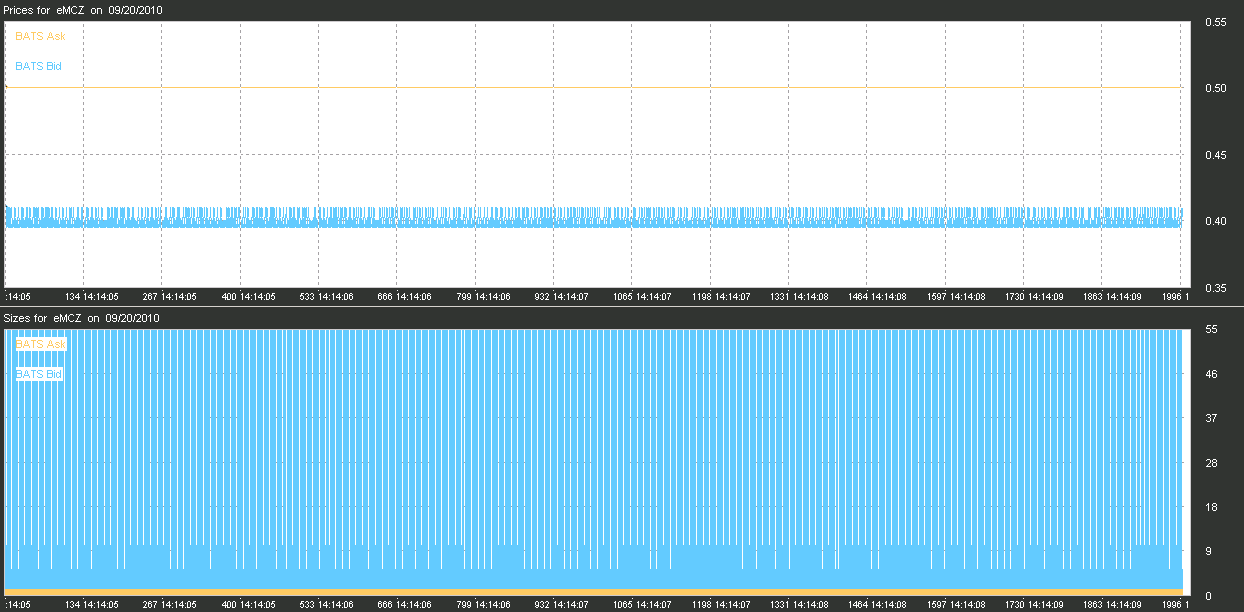 Prices for eMCZ on 09/20/2010
BATS Ask
BATS Bid
0.55
0.50
0.45
0.40
0.35
:14:05 134 14:14:05 267 14:14:05 400 14:14:05 533 14:14:06 666 14:14:06 799 14:14:06 932 14:14:07 1065 14:14:07 1198 14:14:07 1331 14:14:08 1464 14:14:08 1597 14:14:08 1730 14:14:09 1863 14:14:09 1996 1
Sizes for eMCZ on 09/20/2010
BATS Ask
BATS Bid
55
46
37
28
18
9
0
:14:05 134 14:14:05 267 14:14:05 400 14:14:05 533 14:14:06 666 14:14:06 799 14:14:06 932 14:14:07 1065 14:14:07 1198 14:14:07 1331 14:14:08 1464 14:14:08 1597 14:14:08 1730 14:14:09 1863 14:14:09 1996 1